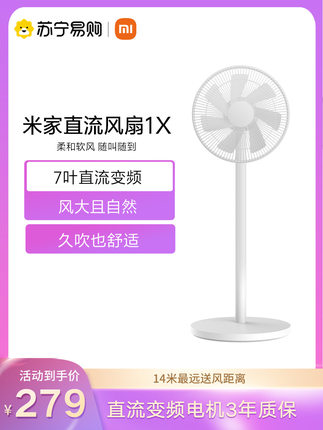 苏宁易购
米家直流风扇1X
柔和软风 随叫随到
7叶直流变频
风大且自然
久吹也舒适
14米最远送风距离
活动到手价
¥279
直流变频电机3年质保